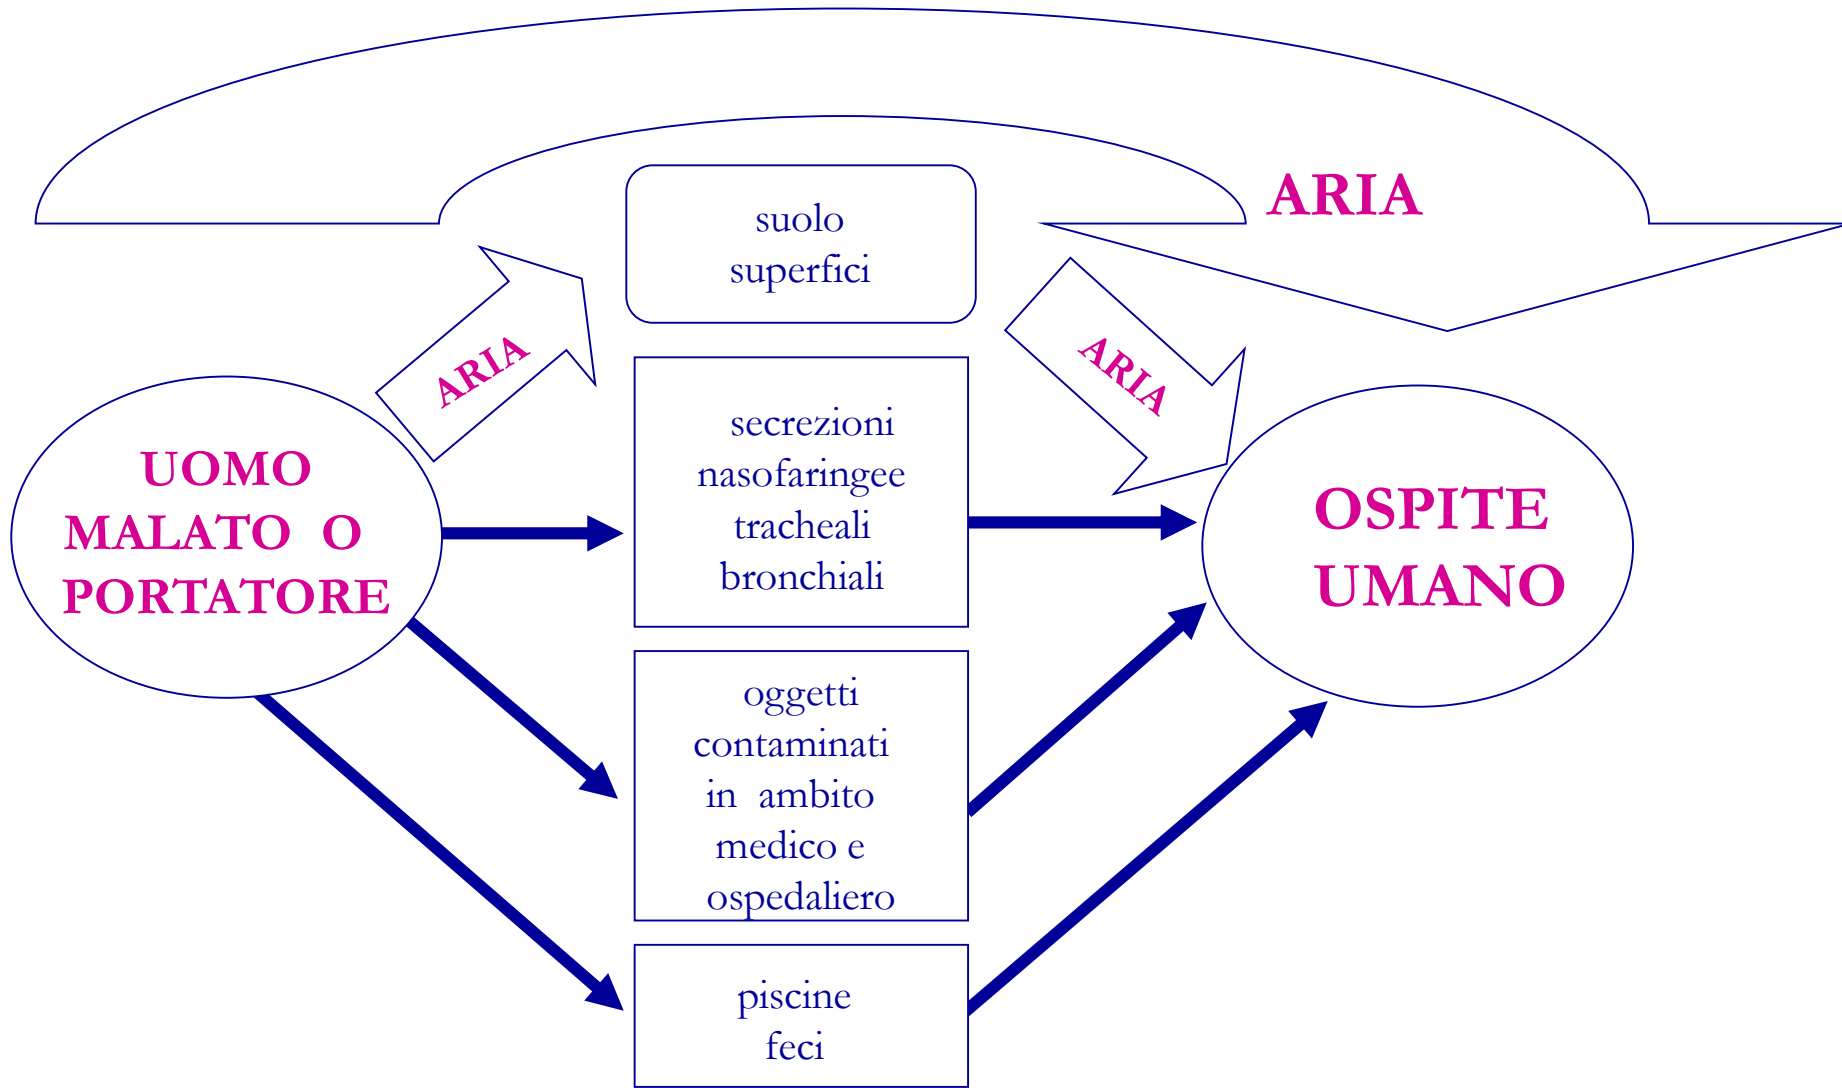 ARIA
suolo
superfici
ARIA
ARIA
UOMO
MALATO O
PORTATORE
secrezioni
nasofaringee
tracheali
bronchiali
OSPITE
UMANO
oggetti
contaminati
in ambito
medico e
ospedaliero
piscine
feci